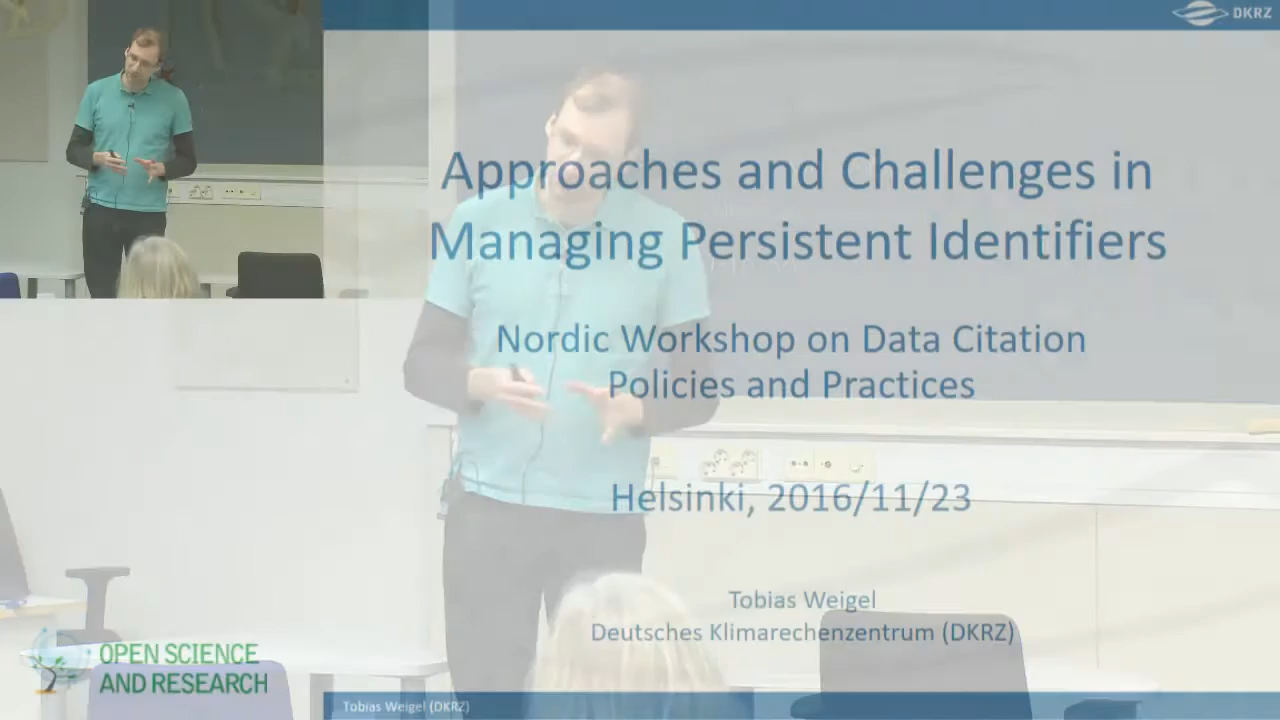 DKRZ
Approaches and Challenges in
Managing Persistent Identifiers
Nordic Workshop on Data Citation
Policies and Practices
Helsinki, 2016/11/23
Tobias Weigel
Deutsches Klimarechenzentrum (DKRZ)
OPEN SCIENCE
AND RESEARCH
Tobias Weigel (DKRZ)